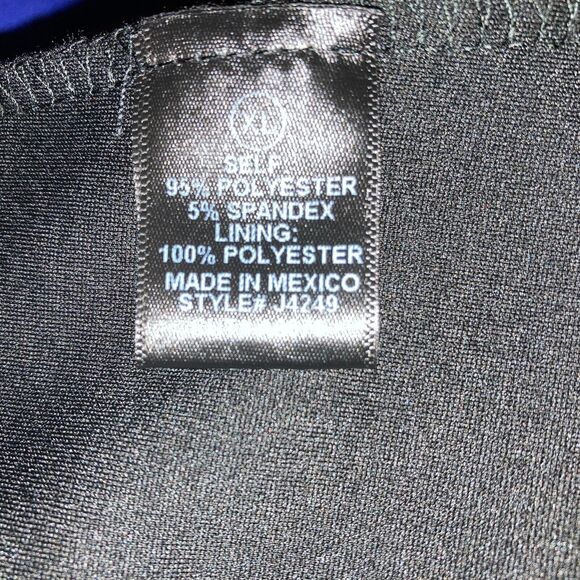 XL
SELF
95% POLYESTER
5% SPANDEX
LINING:
100% POLYESTER
MADE IN MEXICO
STYLE# J4249